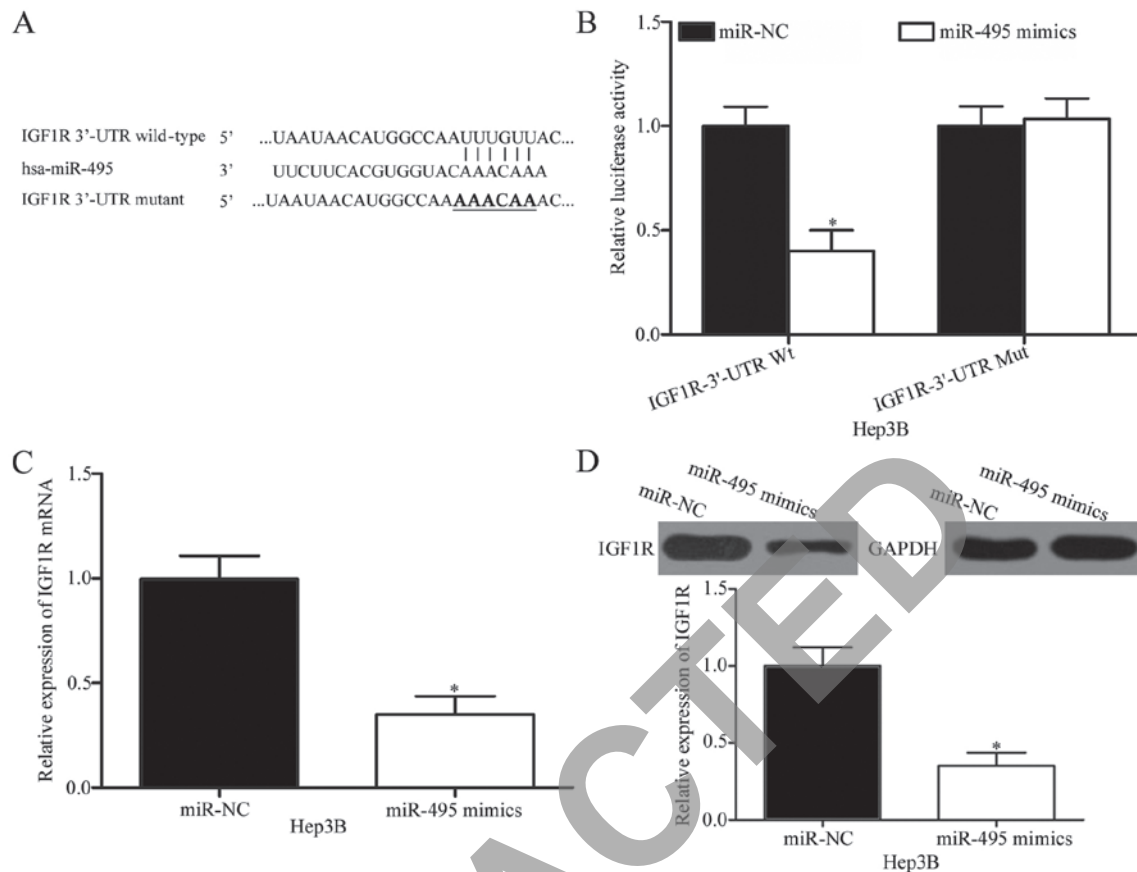 A
IGF1R 3'-UTR wild-type 5' ...UAAUAACAUGGCCAAUUUGUUAC...
hsa-miR-495 3' UUCUUCACGUGGUACAAACAAA
IGF1R 3'-UTR mutant 5' ...UAAUAACAUGGCCAAAAACAAAC...
B
miR-NC
miR-495 mimics
Relative luciferase activity
1.5
1.0
0.5
0.0
*
IGF1R-3'-UTR Wt
IGF1R-3'-UTR Mut
Hep3B
C
Relative expression of IGF1R mRNA
1.5
1.0
0.5
0.0
*
miR-NC
miR-495 mimics
Hep3B
D
miR-NC
miR-495 mimics
miR-NC
miR-495 mimics
IGF1R
GAPDH
Relative expression of IGF1R
1.5
1.0
0.5
0.0
*
miR-NC
miR-495 mimics
Hep3B
ACTED